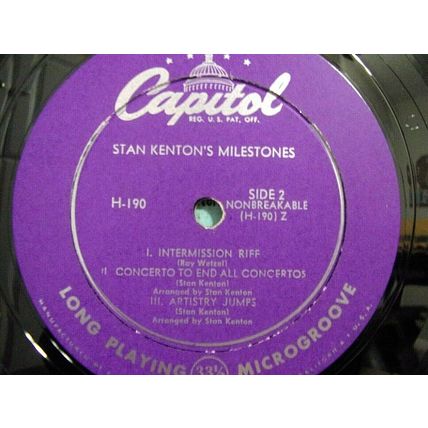 Capitol
REG. U. S. PAT. OFF.
STAN KENTON'S MILESTONES
H-190
SIDE 2
NONBREAKABLE
(H-190) Z
I. INTERMISSION RIFF
(Ray Wetzel)
II CONCERTO TO END ALL CONCERTOS
(Stan Kenton)
Arranged by Stan Kenton
III. ARTISTRY JUMPS
(Stan Kenton)
Arranged by Stan Kenton
LONG PLAYING 33⅓ MICROGROOVE
U.S.A.